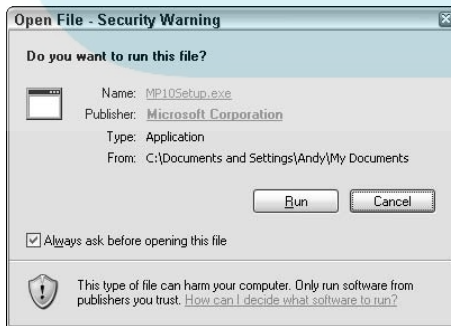 Open File - Security Warning
Do you want to run this file?
Name: MP10Setup.exe
Publisher: Microsoft Corporation
Type: Application
From: C:\Documents and Settings\Andy\My Documents
Run Cancel
Always ask before opening this file
This type of file can harm your computer. Only run software from
publishers you trust. How can I decide what software to run?